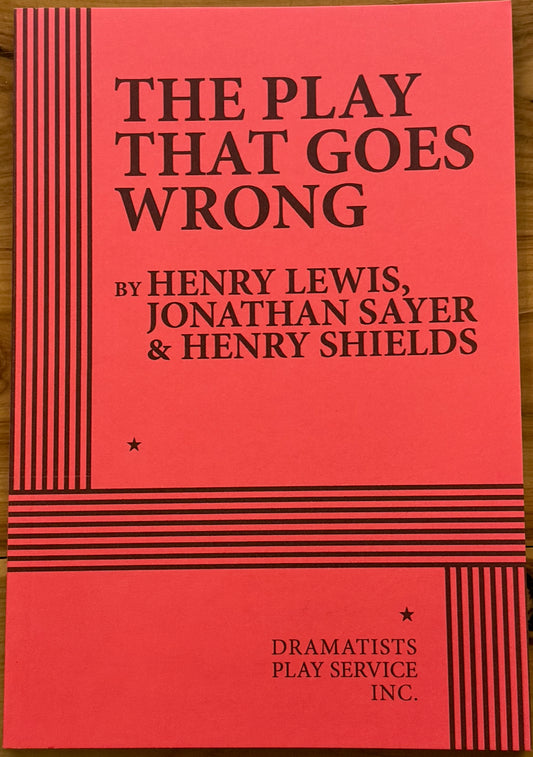 THE PLAY
THAT GOES
WRONG
BY HENRY LEWIS,
JONATHAN SAYER
& HENRY SHIELDS
DRAMATISTS
PLAY SERVICE
INC.